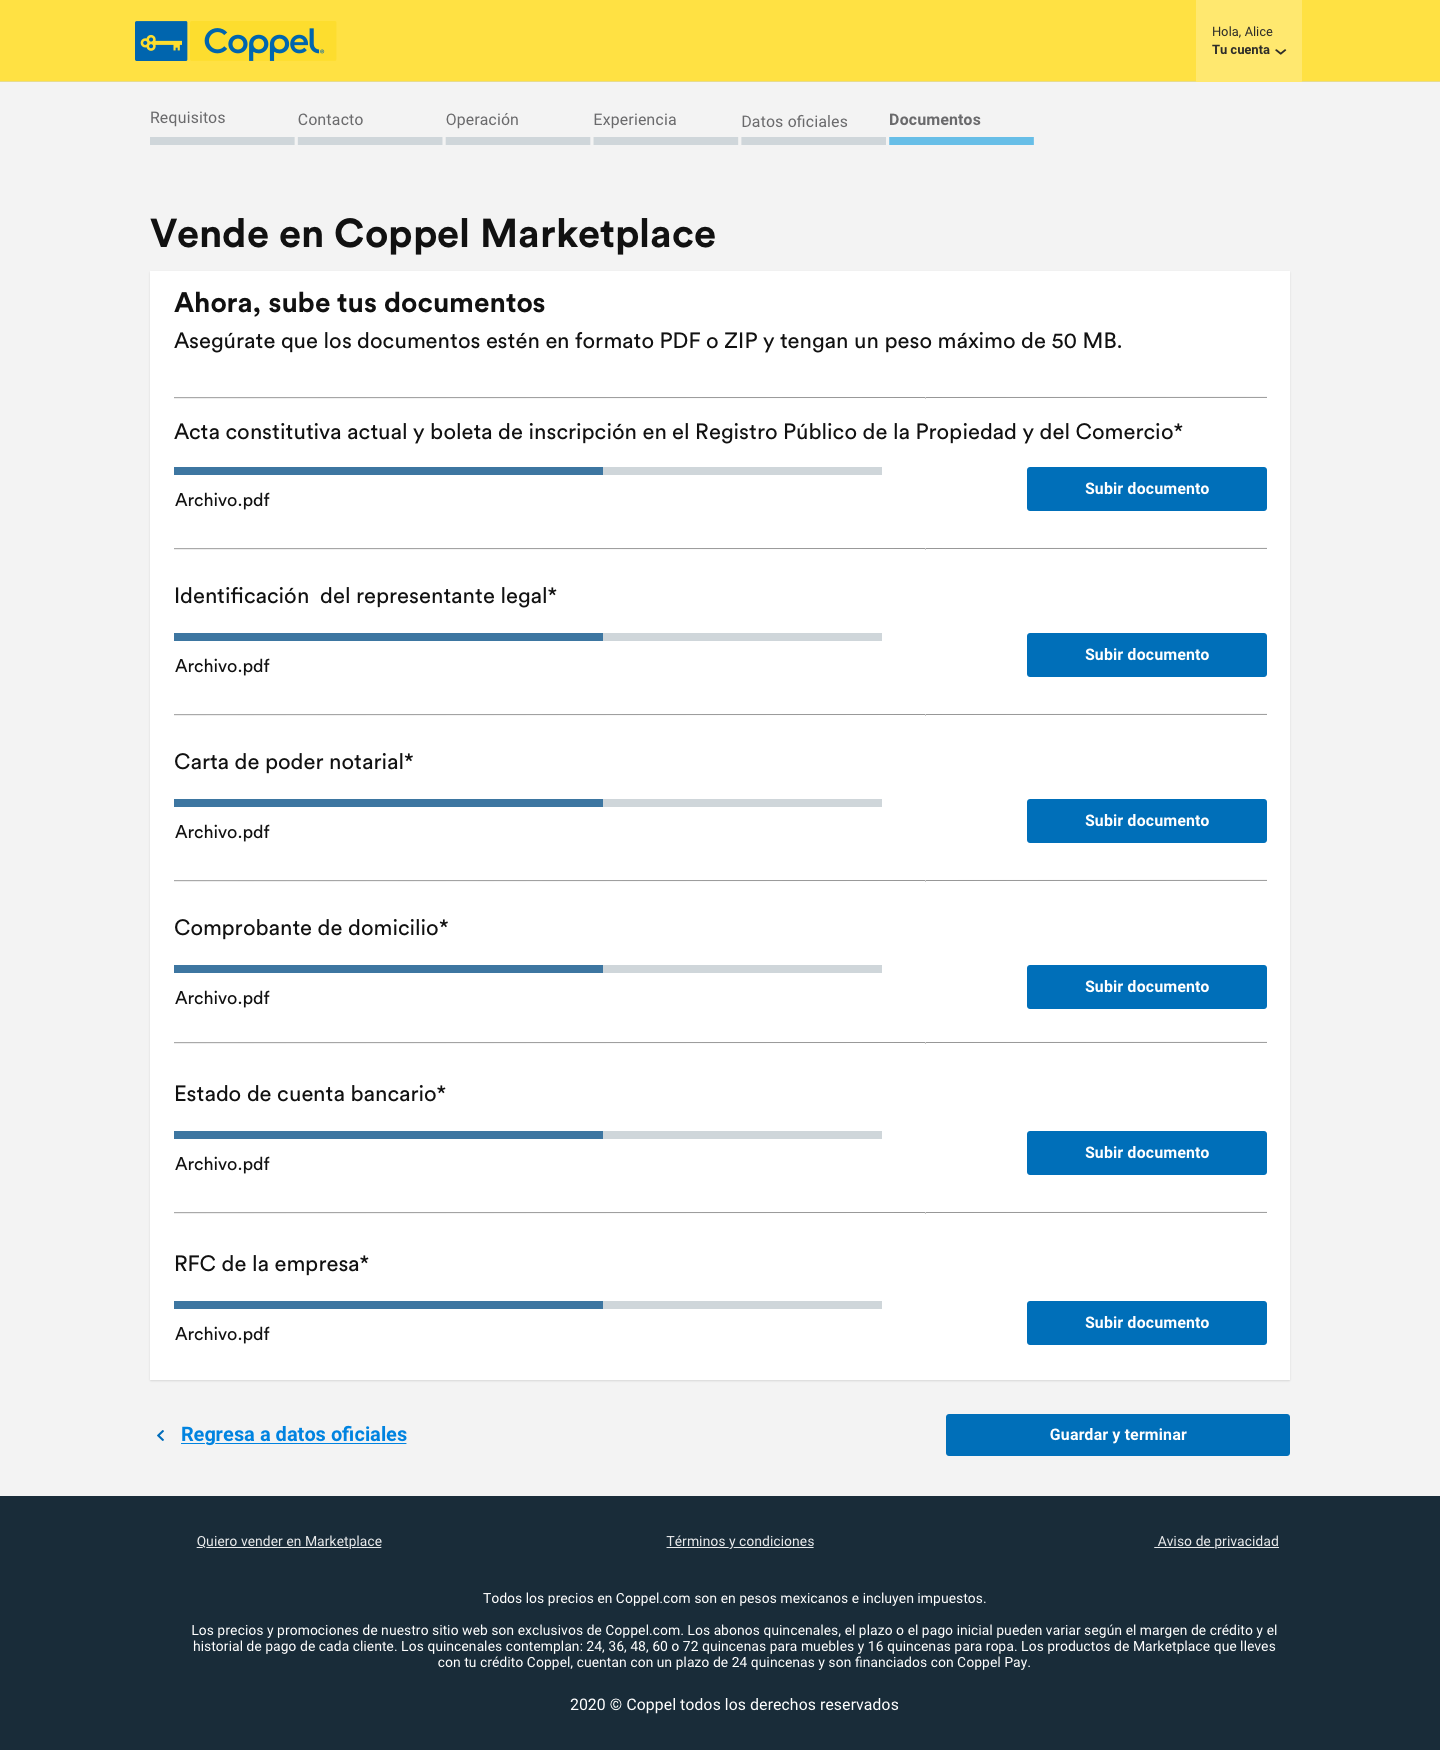 Coppel
Hola, Alice
Tu cuenta
Requisitos
Contacto
Operación
Experiencia
Datos oficiales
Documentos
Vende en Coppel Marketplace
Ahora, sube tus documentos
Asegúrate que los documentos estén en formato PDF o ZIP y tengan un peso máximo de 50 MB.
Acta constitutiva actual y boleta de inscripción en el Registro Público de la Propiedad y del Comercio*
Archivo.pdf
Subir documento
Identificación  del representante legal*
Archivo.pdf
Subir documento
Carta de poder notarial*
Archivo.pdf
Subir documento
Comprobante de domicilio*
Archivo.pdf
Subir documento
Estado de cuenta bancario*
Archivo.pdf
Subir documento
RFC de la empresa*
Archivo.pdf
Subir documento
Regresa a datos oficiales
Guardar y terminar
Quiero vender en Marketplace
Términos y condiciones
Aviso de privacidad
Todos los precios en Coppel.com son en pesos mexicanos e incluyen impuestos.
Los precios y promociones de nuestro sitio web son exclusivos de Coppel.com. Los abonos quincenales, el plazo o el pago inicial pueden variar según el margen de crédito y el
historial de pago de cada cliente. Los quincenales contemplan: 24, 36, 48, 60 o 72 quincenas para muebles y 16 quincenas para ropa. Los productos de Marketplace que lleves
con tu crédito Coppel, cuentan con un plazo de 24 quincenas y son financiados con Coppel Pay.
2020 © Coppel todos los derechos reservados